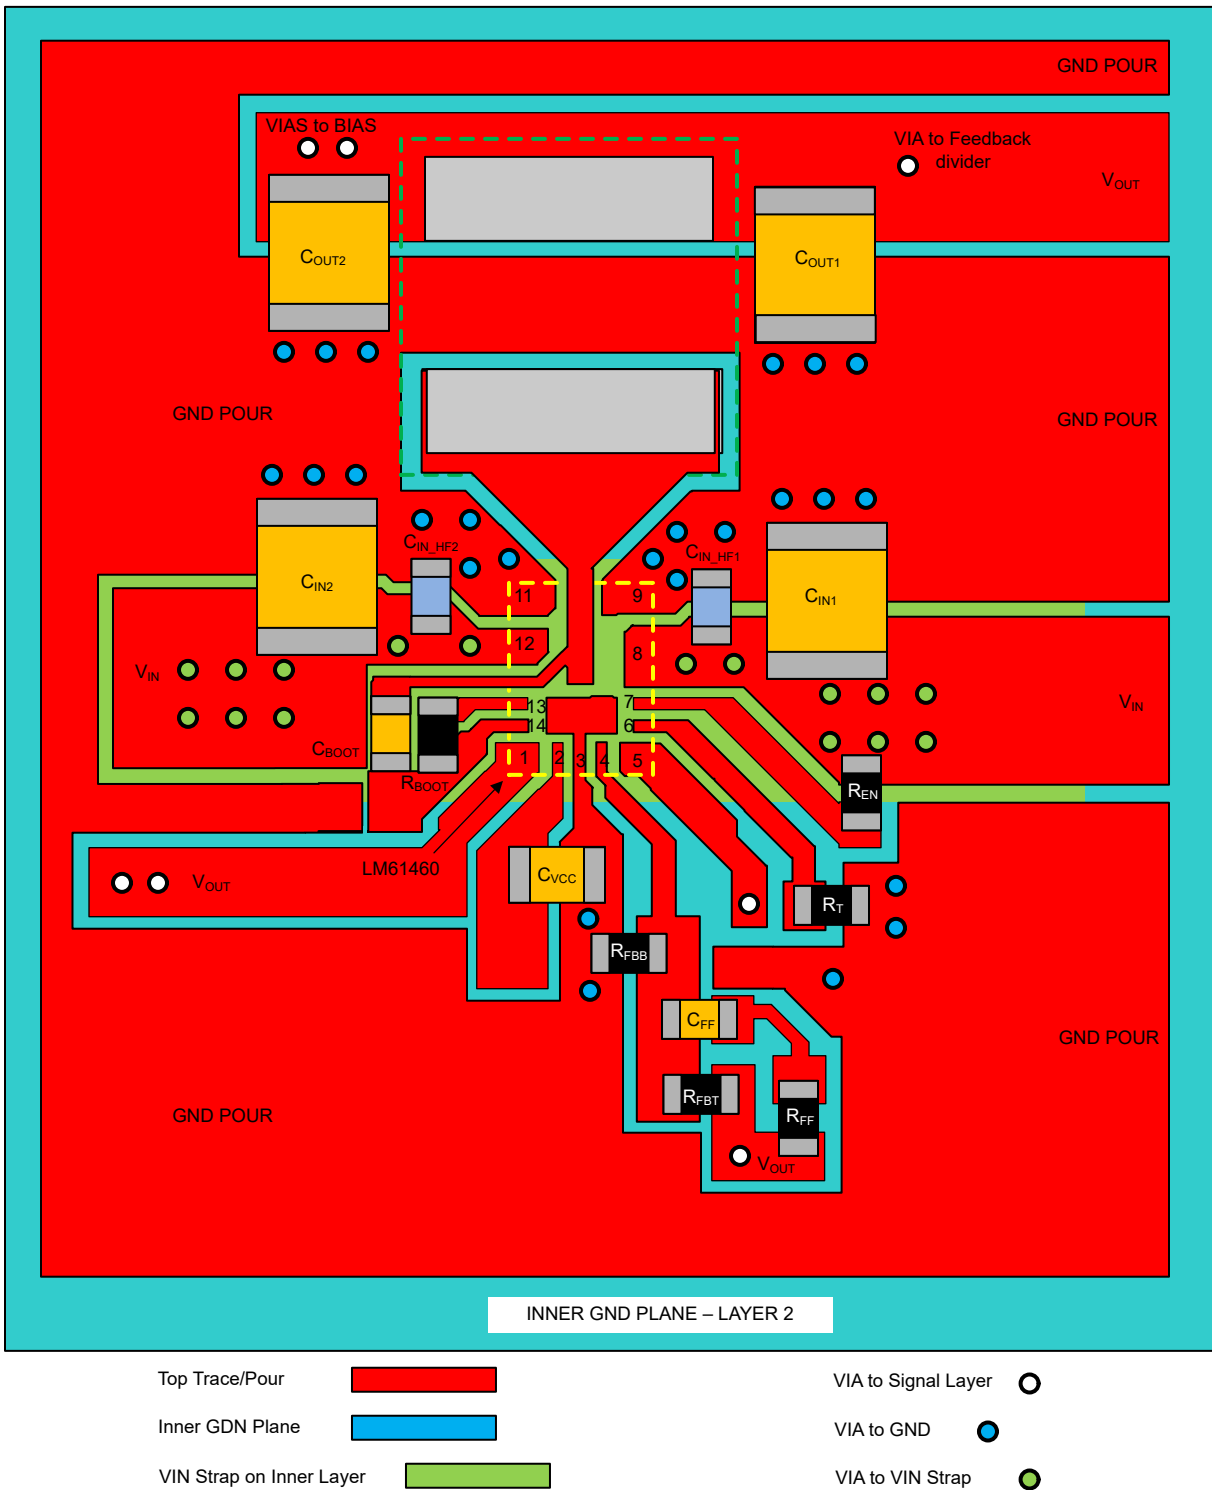 GND POUR
VIAS to BIAS
VIA to Feedback
divider
VOUT
COUT2
COUT1
GND POUR
GND POUR
CIN_HF2
CIN_HF1
CIN2
CIN1
11
9
12
8
VIN
VIN
13
7
14
6
CBOOT
RBOOT
1
2
3
4
5
REN
LM61460
VOUT
CVCC
RT
RFBB
CFF
GND POUR
RFBT
RFF
GND POUR
VOUT
INNER GND PLANE – LAYER 2
Top Trace/Pour
VIA to Signal Layer
Inner GDN Plane
VIA to GND
VIN Strap on Inner Layer
VIA to VIN Strap